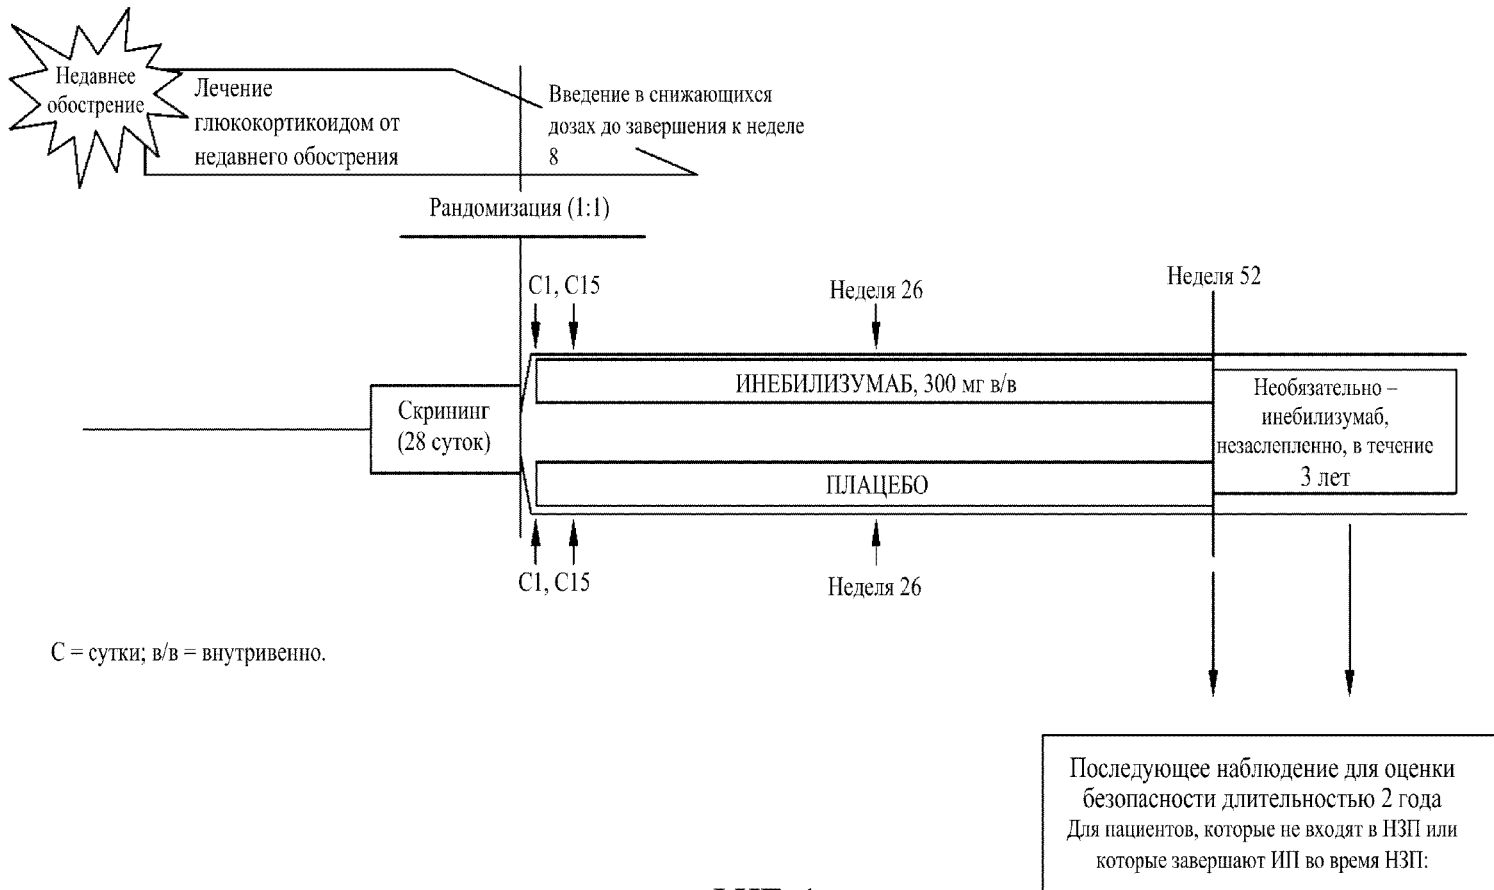 Недавнее
обострение
Лечение
глюкокортикоидом от
недавнего обострения
Введение в снижающихся
дозах до завершения к неделе
8
Рандомизация (1:1)
С1, С15
Неделя 26
Неделя 52
ИНЕБИЛИЗУМАБ, 300 мг в/в
Скрининг
(28 суток)
Необязательно –
инебилизумаб,
незаслепленно, в течение
3 лет
ПЛАЦЕБО
С1, С15
Неделя 26
С = сутки; в/в = внутривенно.
Последующее наблюдение для оценки
безопасности длительностью 2 года
Для пациентов, которые не входят в НЗП или
которые завершают ИП во время НЗП: